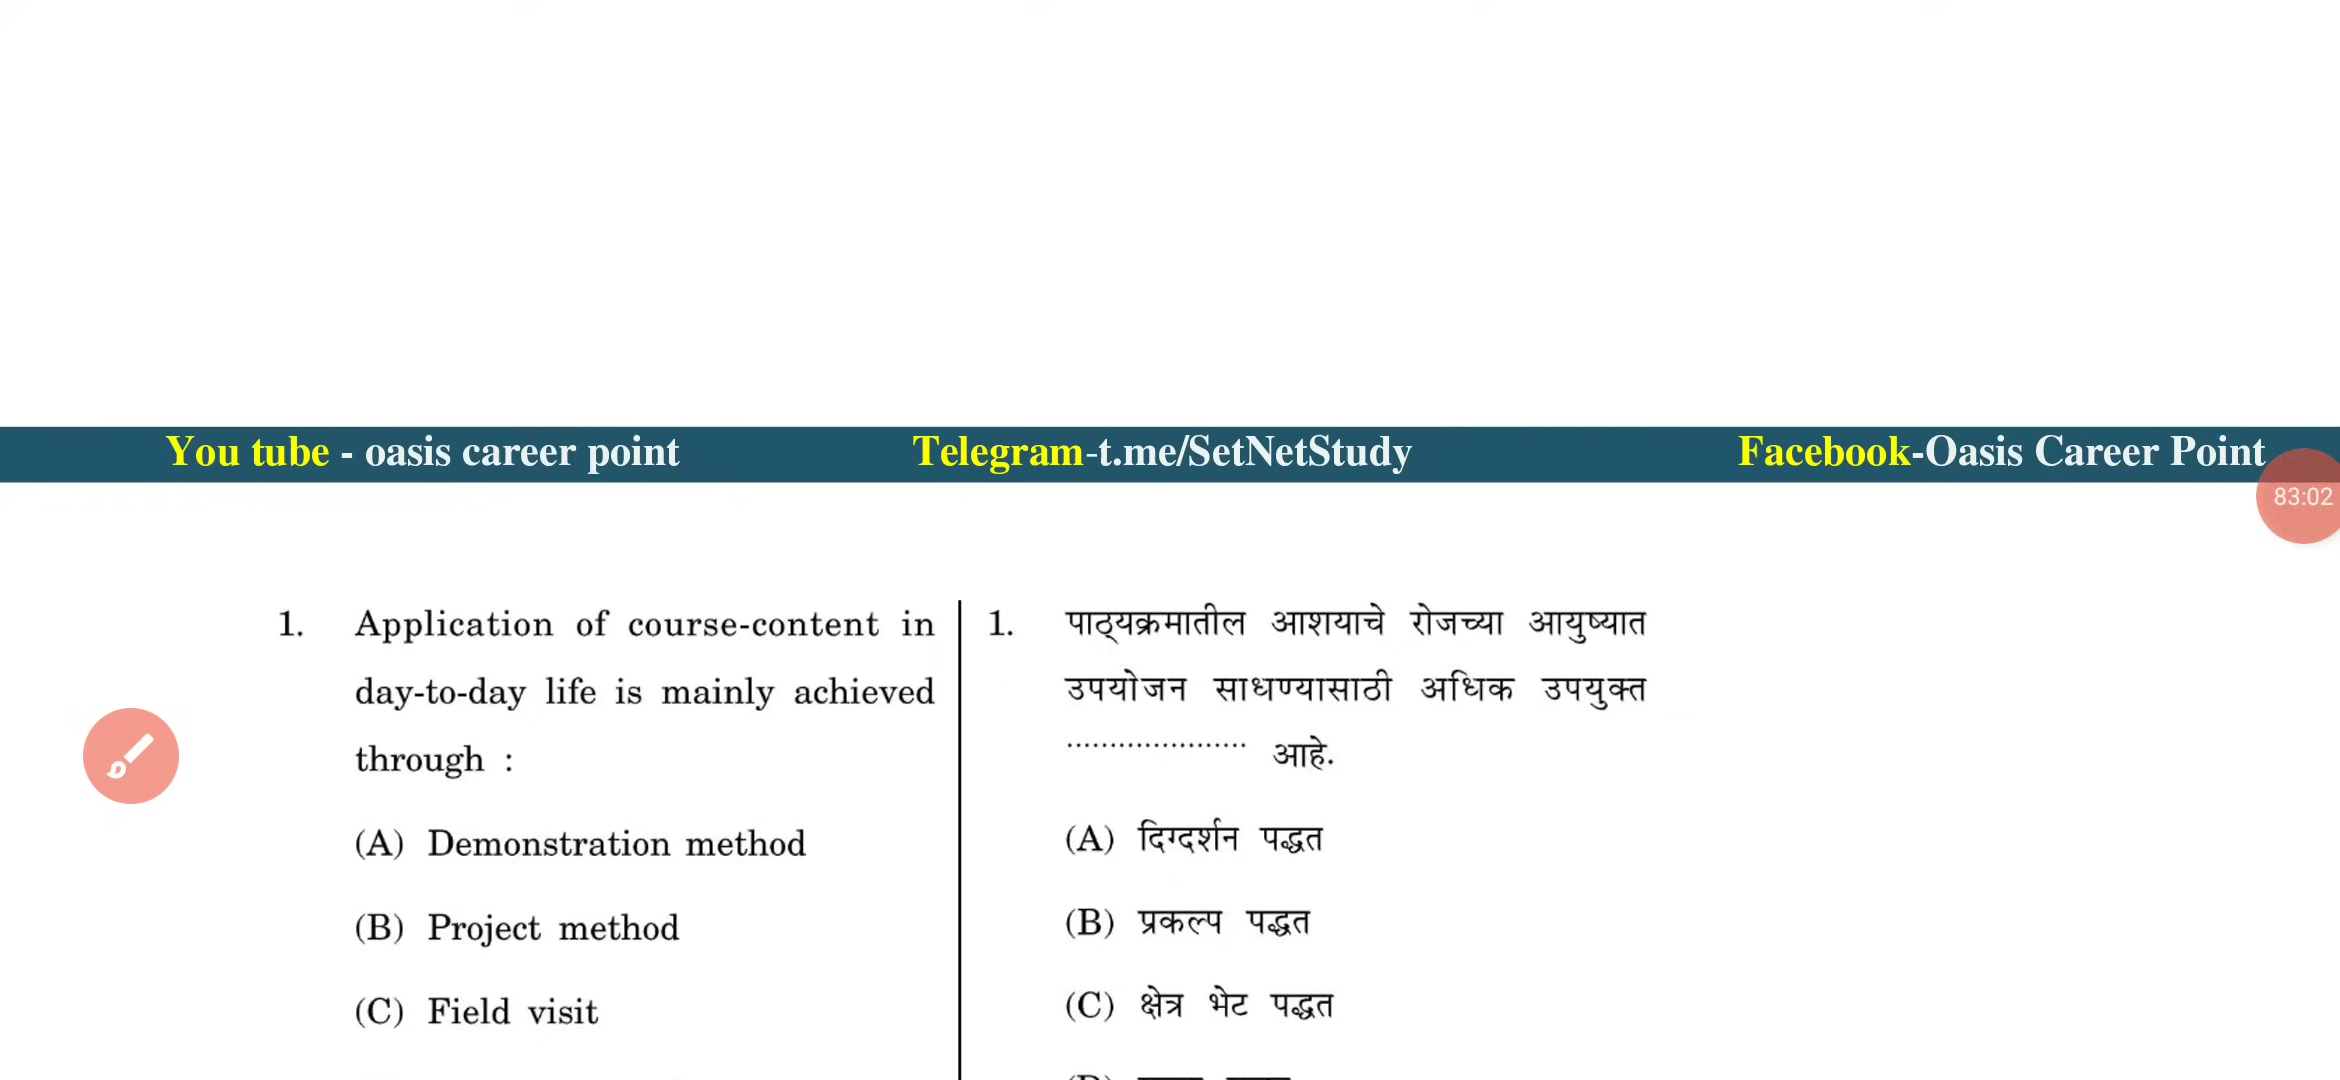 You tube - oasis career point Telegram-t.me/SetNetStudy Facebook-Oasis Career Point
83:02
1. Application of course-content in
day-to-day life is mainly achieved
through :
(A) Demonstration method
(B) Project method
(C) Field visit
1. पाठ्यक्रमातील आशयाचे रोजच्या आयुष्यात
उपयोजन साधण्यासाठी अधिक उपयुक्त
..................... आहे.
(A) दिग्दर्शन पद्धत
(B) प्रकल्प पद्धत
(C) क्षेत्र भेट पद्धत